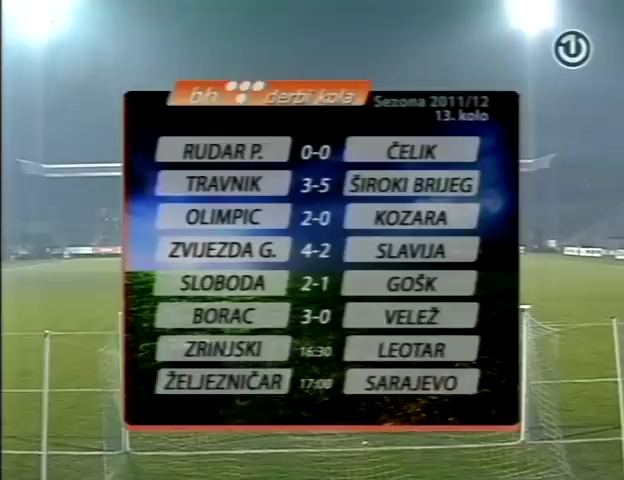 1
bh derbi kola
Sezona 2011/12
13. kolo
RUDAR P. 0-0 ČELIK
TRAVNIK 3-5 ŠIROKI BRIJEG
OLIMPIC 2-0 KOZARA
ZVIJEZDA G. 4-2 SLAVIJA
SLOBODA 2-1 GOŠK
BORAC 3-0 VELEŽ
ZRINJSKI 16:30 LEOTAR
ŽELJEZNIČAR 17:00 SARAJEVO